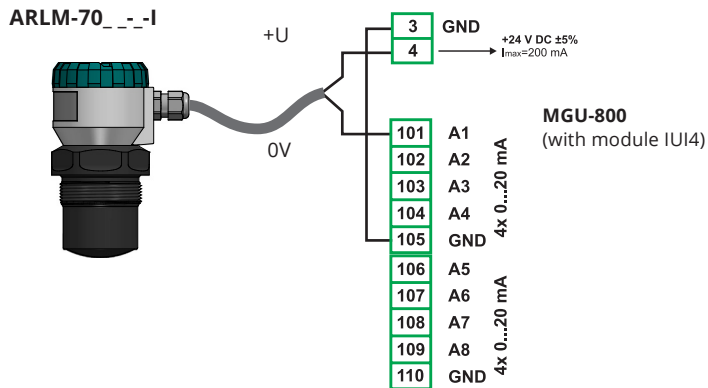 ARLM-70_ _-_-I
+U
0V
3 GND
4
+24 V DC ±5%
Imax=200 mA
MGU-800
(with module IUI4)
101 A1
102 A2
103 A3
104 A4
105 GND
4x 0...20 mA
106 A5
107 A6
108 A7
109 A8
110 GND
4x 0...20 mA